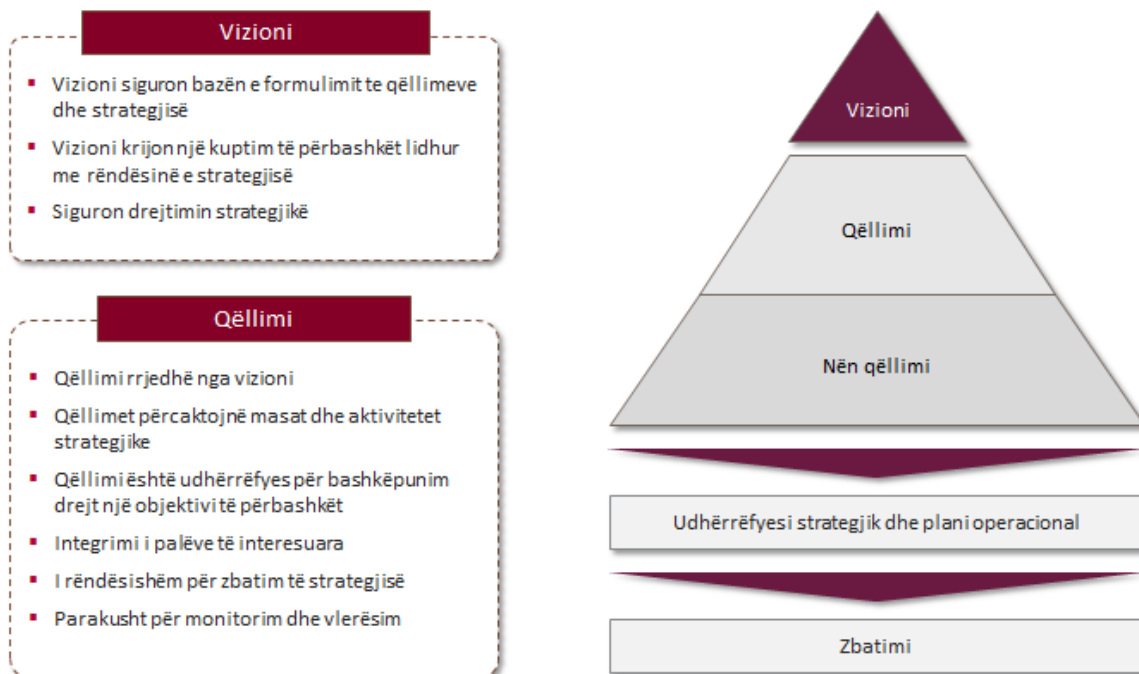 Vizioni
Vizioni siguron bazën e formulimit te qëllimeve
dhe strategjisë
Vizioni krijon një kuptim të përbashkët lidhur
me rëndësinë e strategjisë
Siguron drejtimin strategjikë
Qëllimi
Qëllimi rrjedhë nga vizioni
Qëllimet përcaktojnë masat dhe aktivitetet
strategjike
Qëllimi është udhërrëfyes për bashkëpunim
drejt një objektivi të përbashkët
Integrimi i palëve të interesuara
I rëndësishëm për zbatim të strategjisë
Parakusht për monitorim dhe vlerësim
Vizioni
Qëllimi
Nën qëllimi
Udhërrëfyesi strategjik dhe plani operacional
Zbatimi